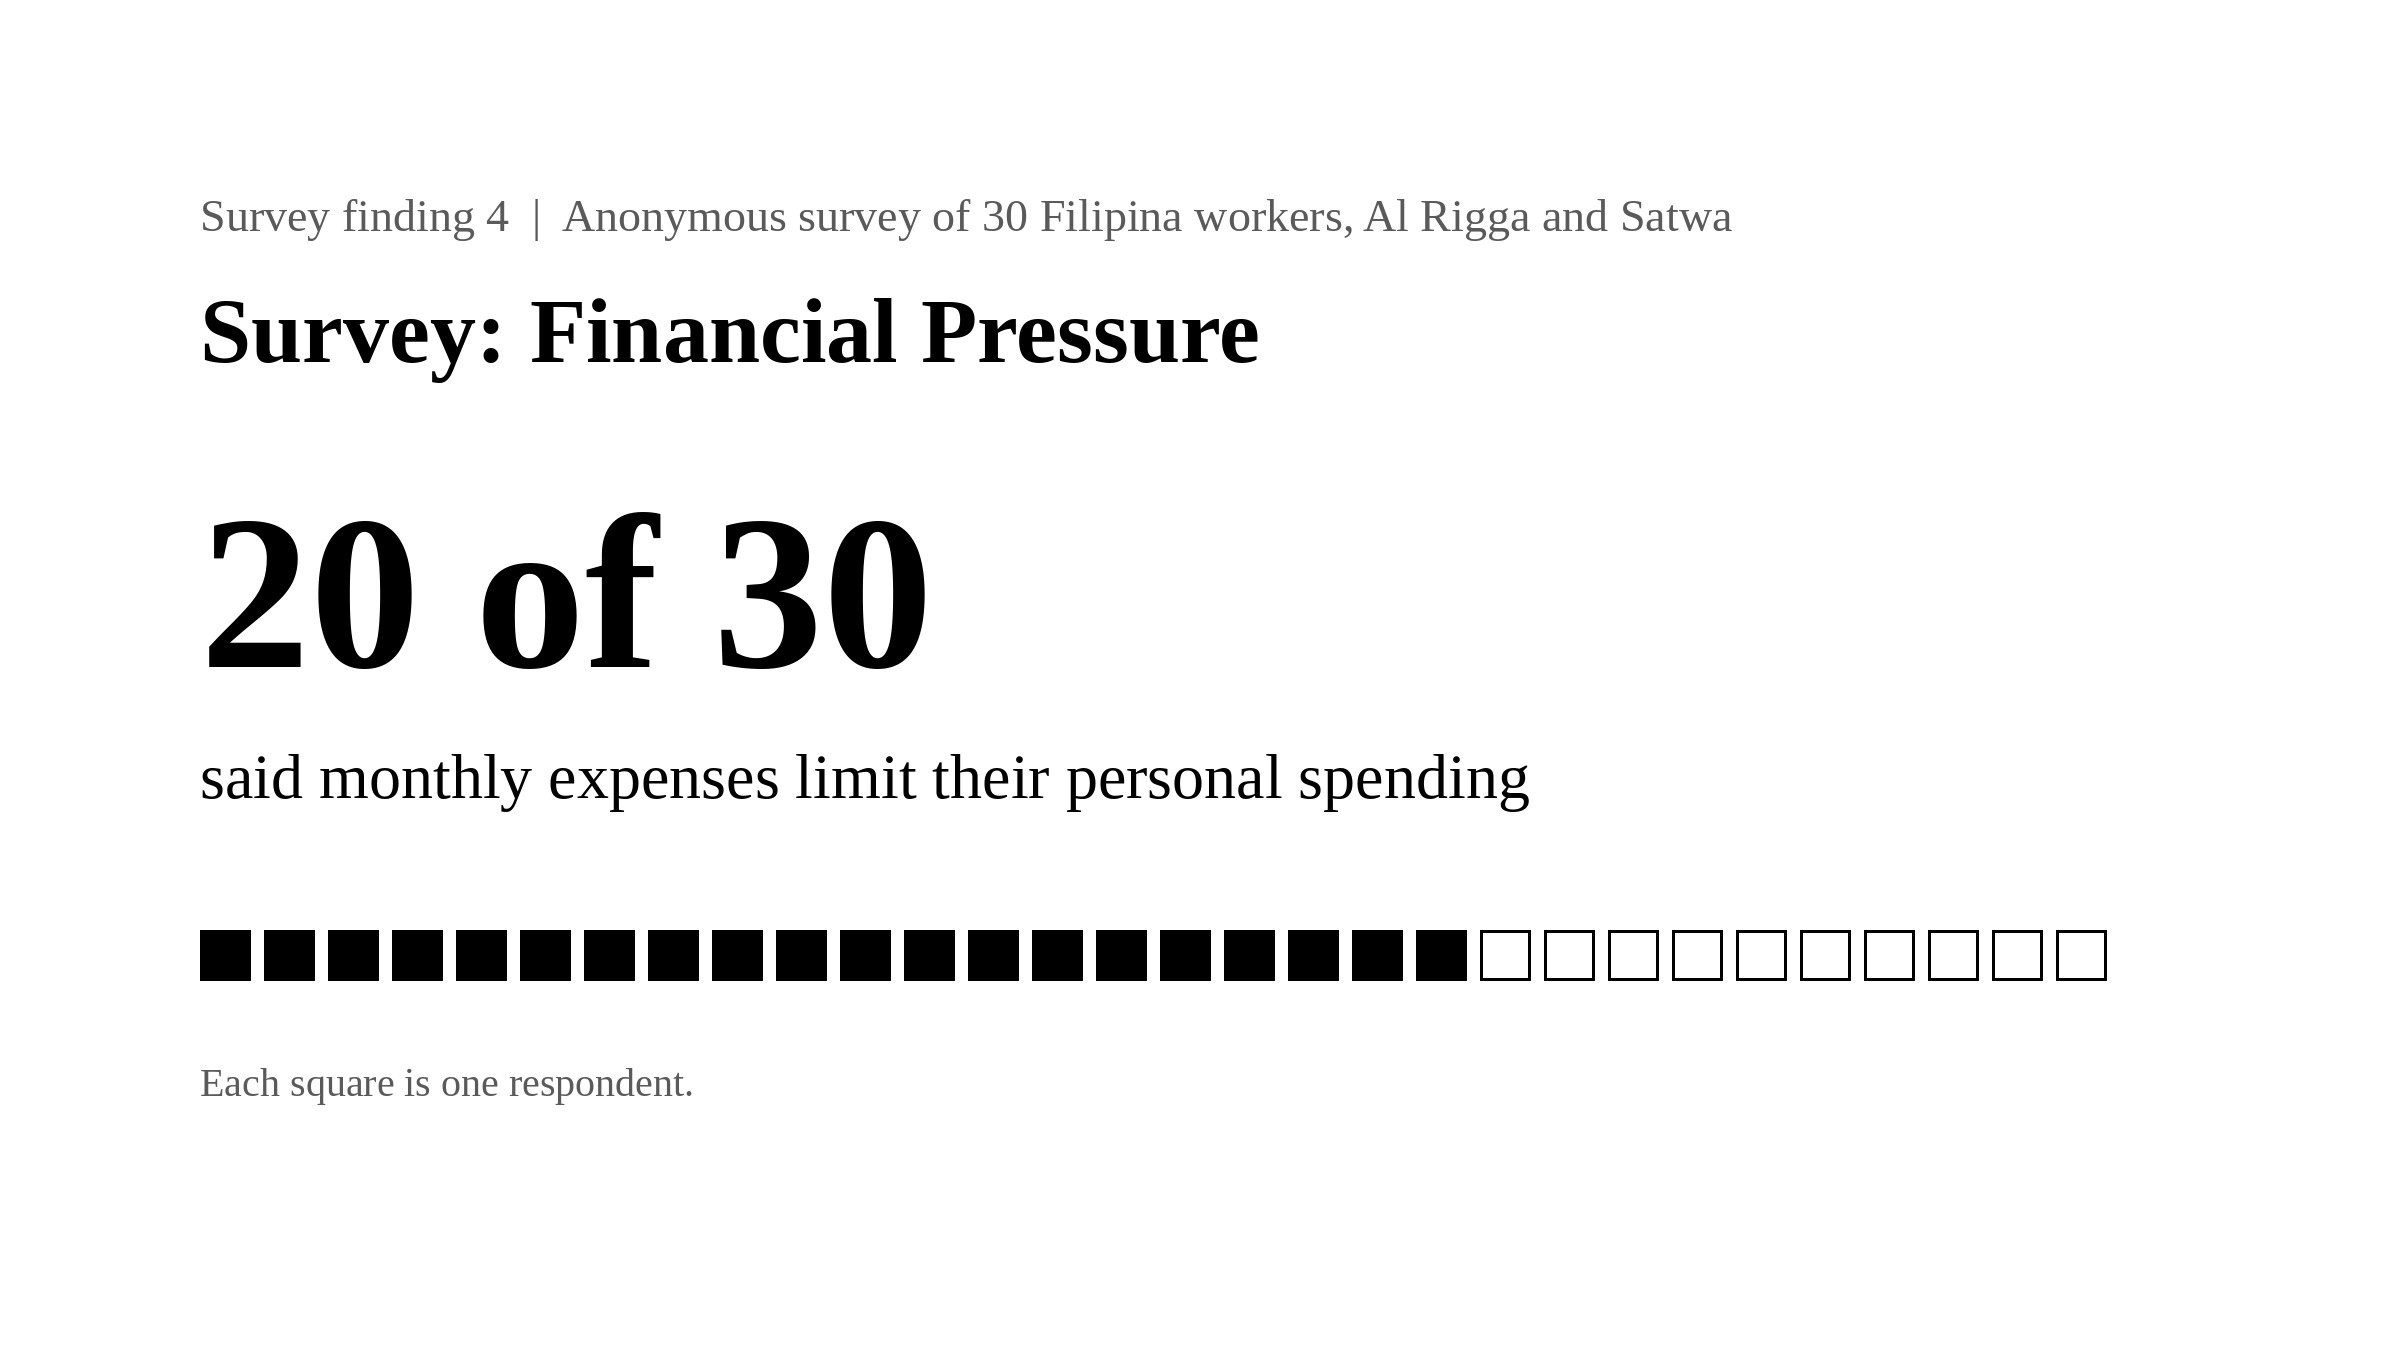 Survey finding 4 | Anonymous survey of 30 Filipina workers, Al Rigga and Satwa
Survey: Financial Pressure
20 of 30
said monthly expenses limit their personal spending
Each square is one respondent.